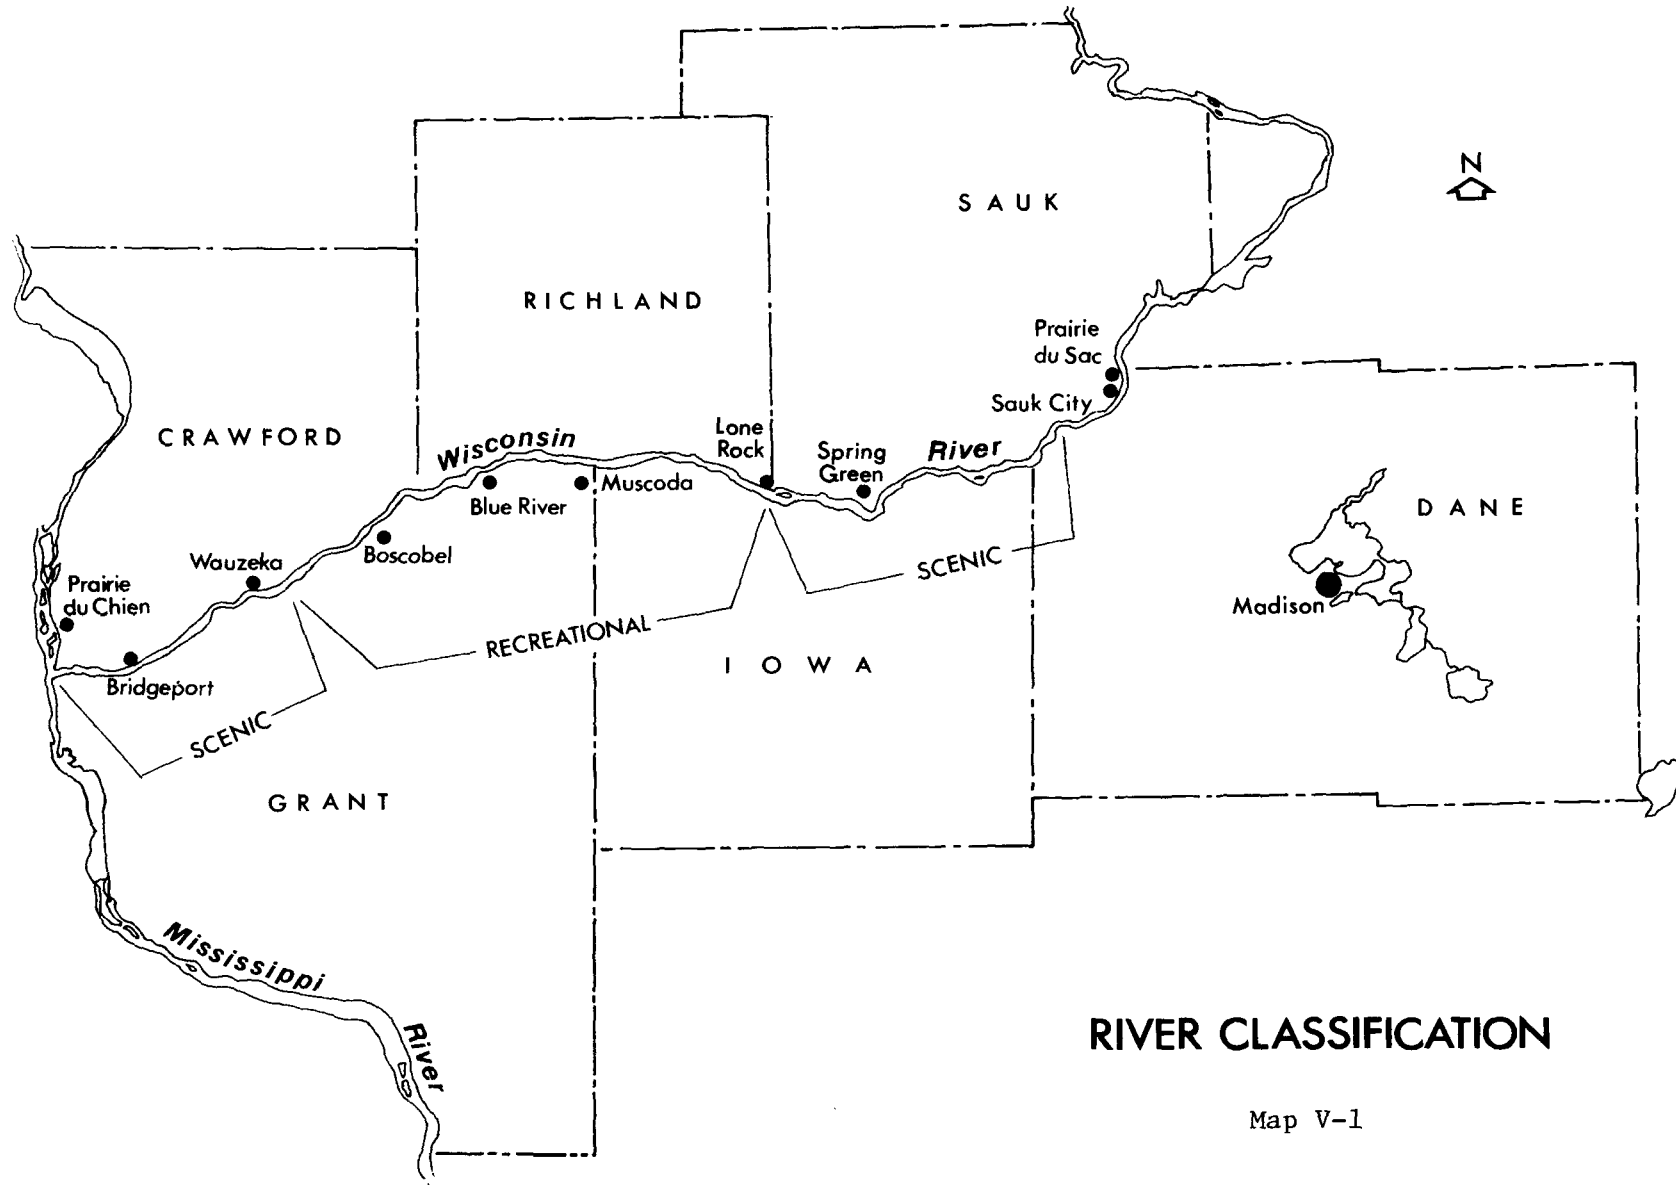 N
SAUK
RICHLAND
Prairie
du Sac
Sauk City
CRAWFORD
Wisconsin
River
Lone
Rock
Spring
Green
Muscoda
Blue River
DANE
Boscobel
Wauzeka
SCENIC
Prairie
du Chien
Madison
RECREATIONAL
IOWA
Bridgeport
SCENIC
GRANT
Mississippi
River
RIVER CLASSIFICATION
Map V-1